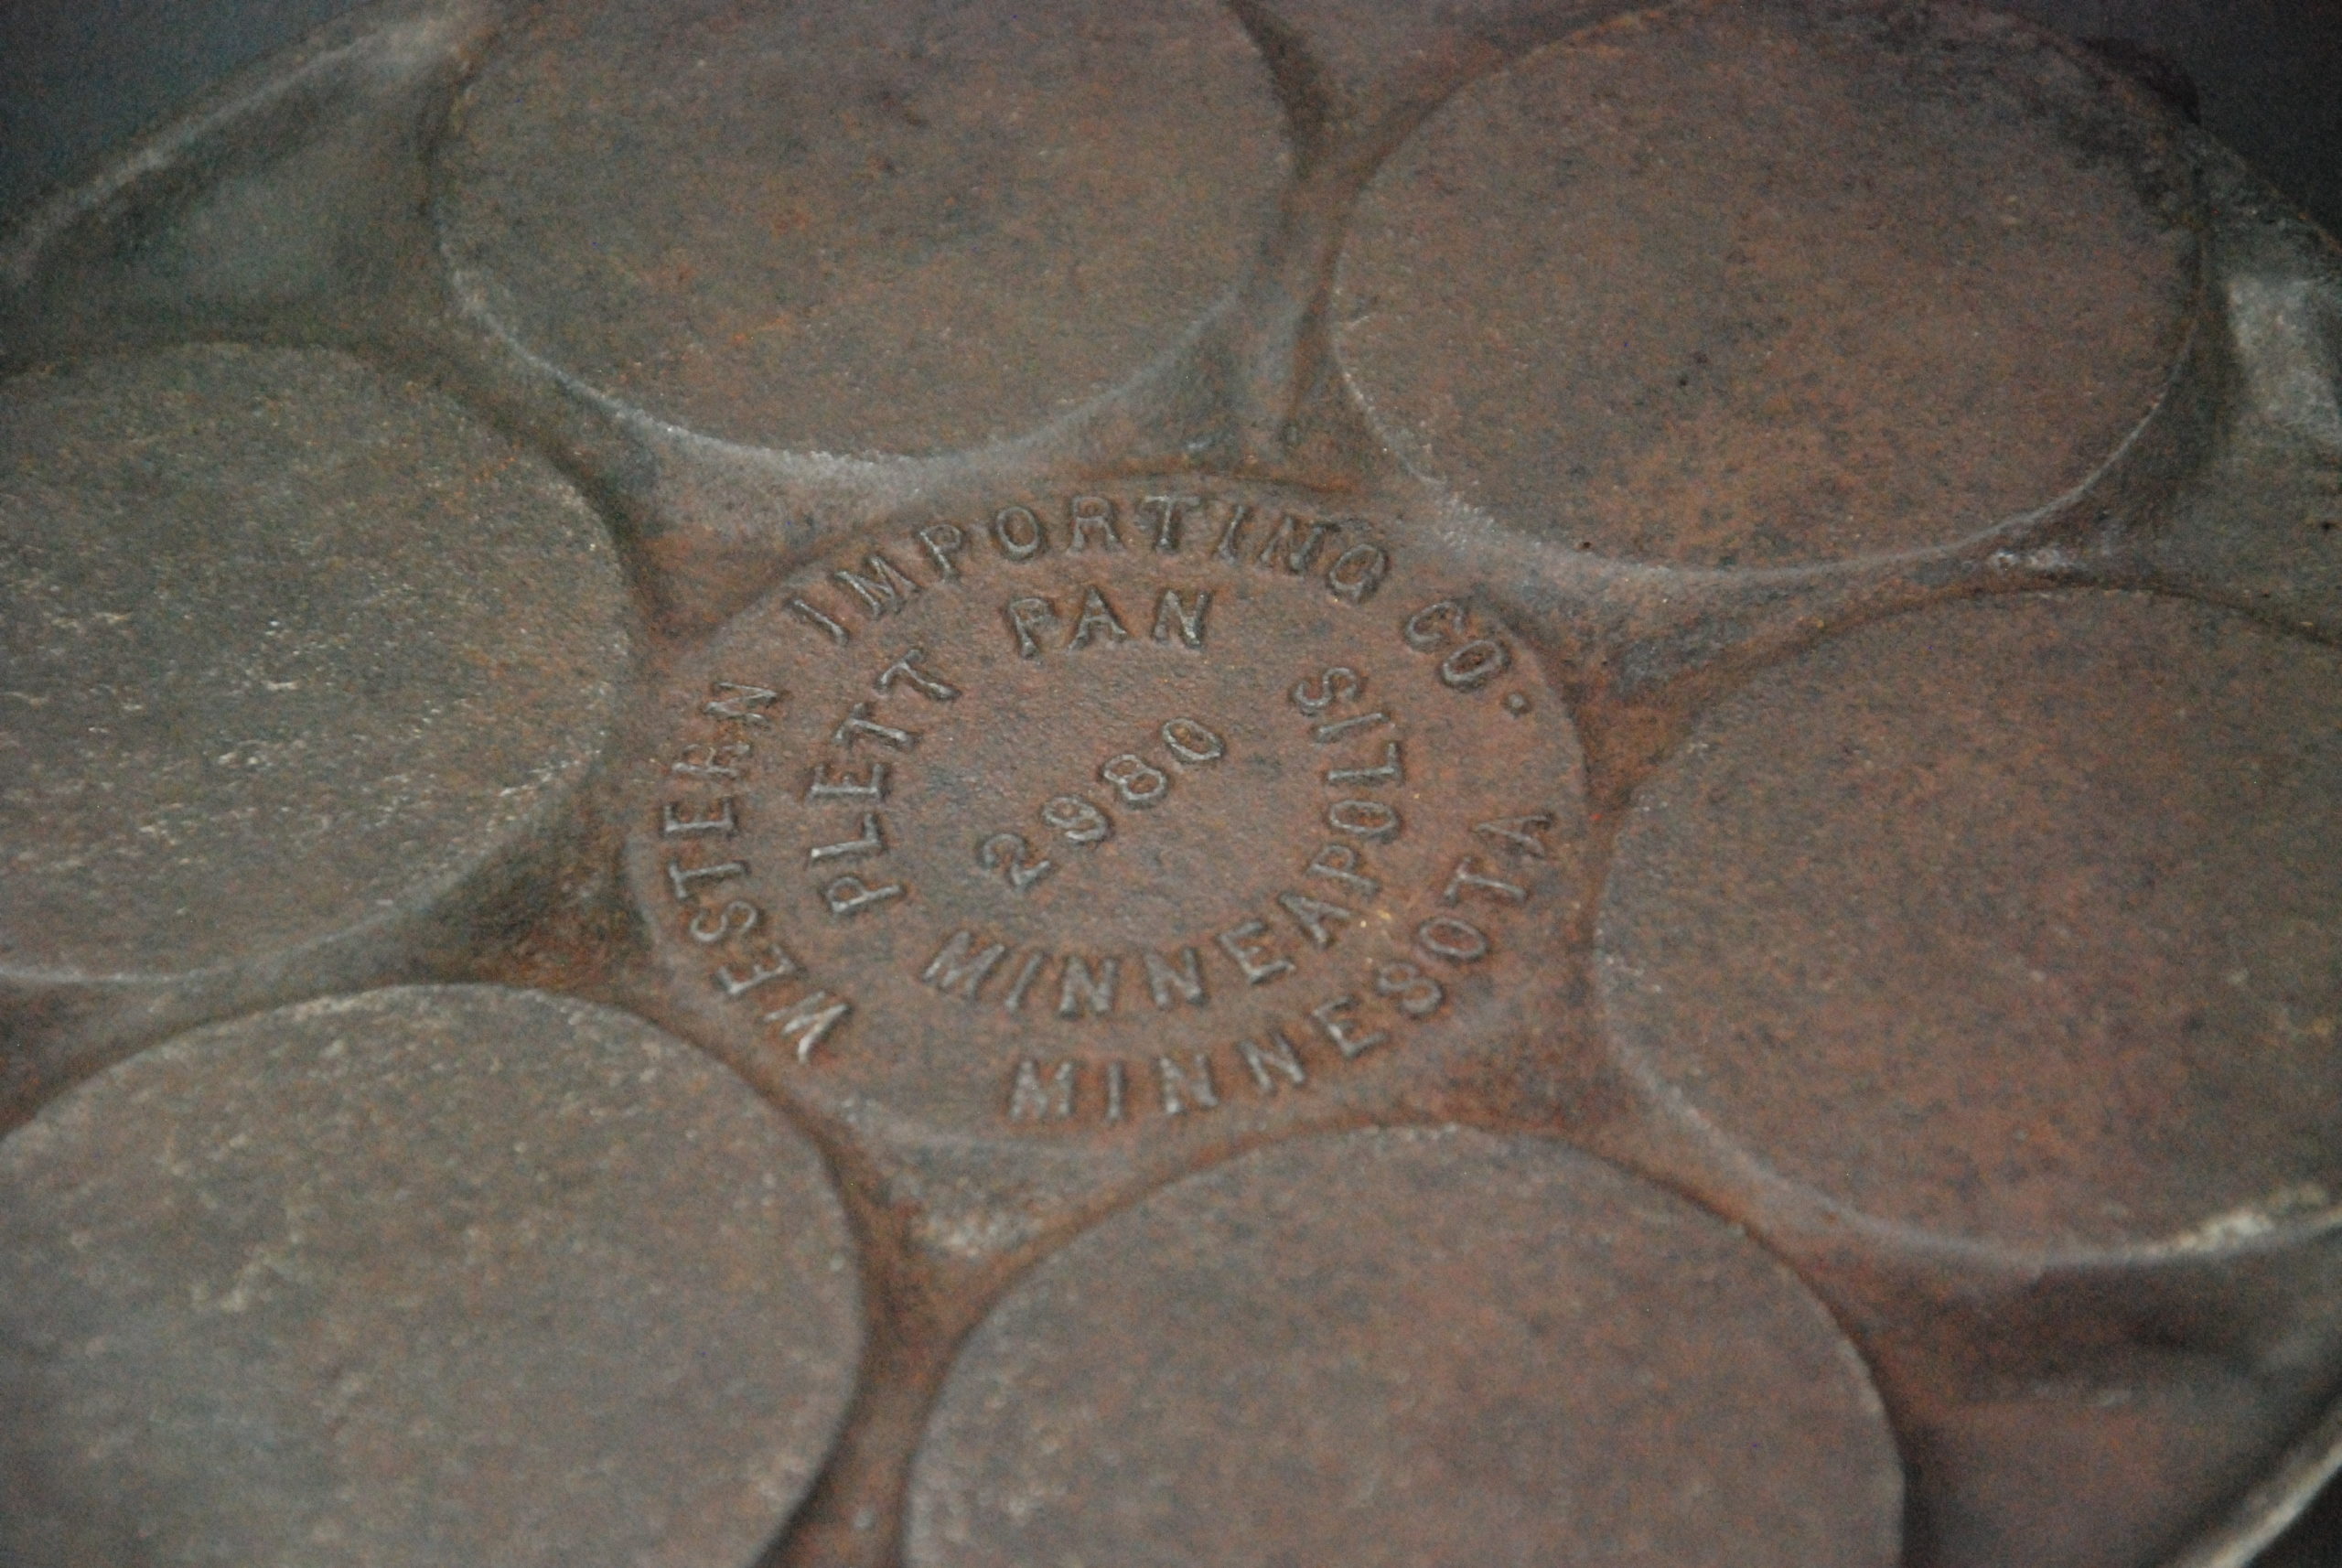 WESTERN IMPORTING CO.
PLETT PAN
2980
MINNEAPOLIS
MINNESOTA